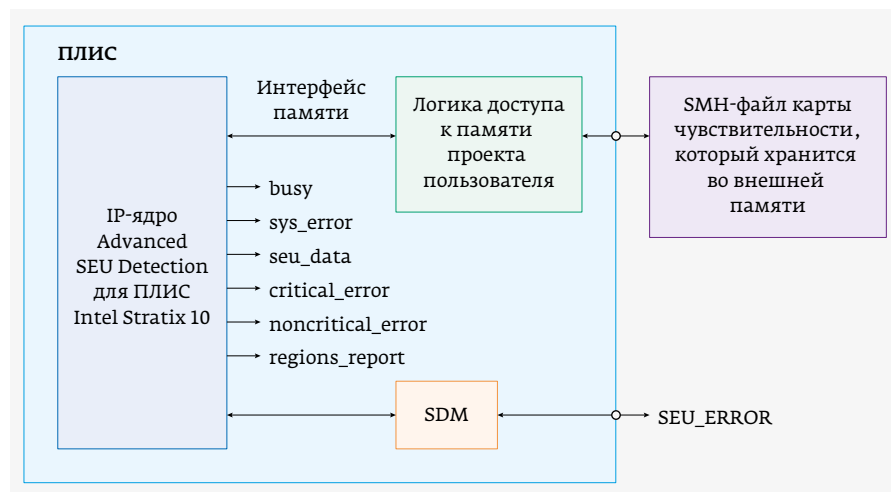 ПЛИС
Интерфейс
памяти
Логика доступа
к памяти
проекта
пользователя
SMH-файл карты
чувствительности,
который хранится
во внешней
памяти
IP-ядро
Advanced
SEU Detection
для ПЛИС
Intel Stratix 10
busy
sys_error
seu_data
critical_error
noncritical_error
regions_report
SDM
SEU_ERROR